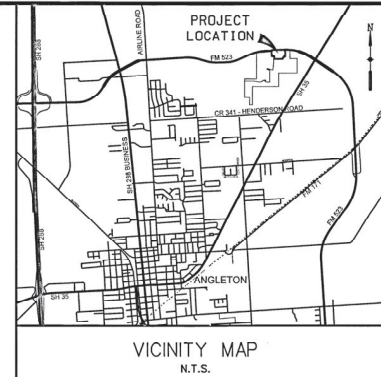 PROJECT
LOCATION
N
SH 288
AIRLINE ROAD
FM 523
SH 35
CR 341 - HENDERSON ROAD
SH 288 BUSINESS
FM 523
SH 288
ANGLETON
SH 35
VICINITY MAP
N.T.S.